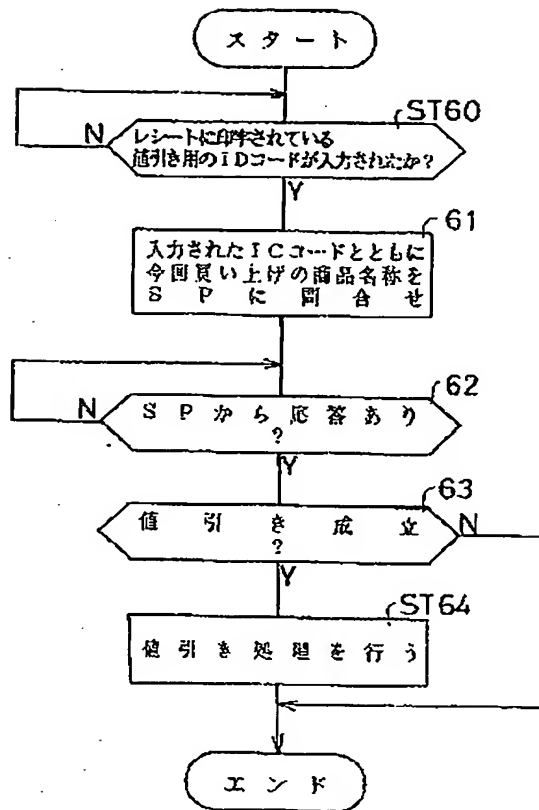 スタート
ST60
N
レシートに印字されている
値引き用のIDコードが入力されたか?
Y
61
入力されたICコードとともに
今回買い上げの商品名称を
SPに問合せ
62
N
SPから応答あり
?
Y
63
値引き成立
?
N
Y
ST64
値引き処理を行う
エンド